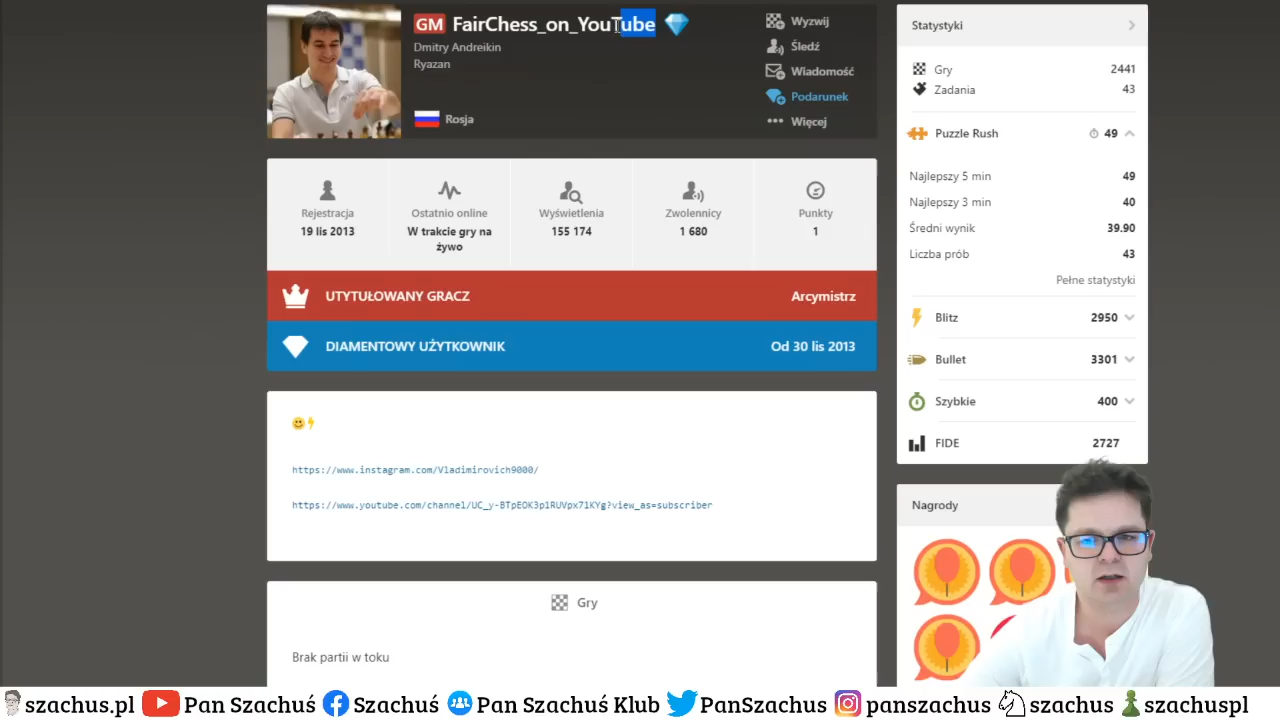 GM FairChess_on_YouTube
Dmitry Andreikin
Ryazan
Rosja
Wyzwij
Śledź
Wiadomość
Podarunek
Więcej
Rejestracja
19 lis 2013
Ostatnio online
W trakcie gry na
żywo
Wyświetlenia
155 174
Zwolennicy
1 680
Punkty
1
UTYTUŁOWANY GRACZ Arcymistrz
DIAMENTOWY UŻYTKOWNIK Od 30 lis 2013
https://www.instagram.com/Vladimirovich9000/
https://www.youtube.com/channel/UC_y-BTpEOK3p1RUVpx71KYg?view_as=subscriber
Gry
Brak partii w toku
Statystyki
Gry 2441
Zadania 43
Puzzle Rush 49
Najlepszy 5 min 49
Najlepszy 3 min 40
Średni wynik 39.90
Liczba prób 43
Pełne statystyki
Blitz 2950
Bullet 3301
Szybkie 400
FIDE 2727
Nagrody
szachus.pl Pan Szachuś Szachuś Pan Szachuś Klub PanSzachus panszachus szachus szachuspl